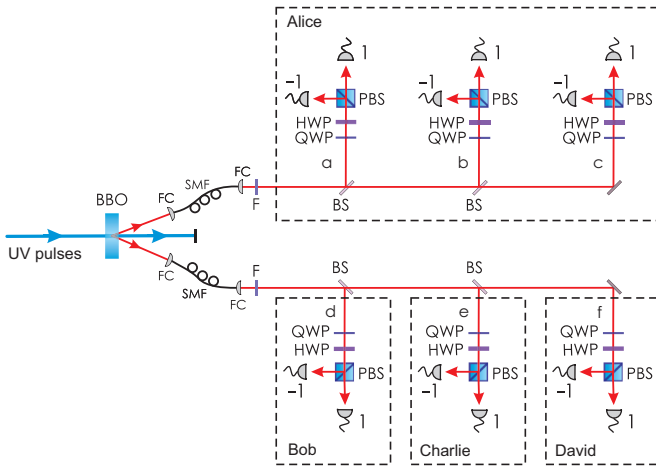 Alice
1
1
1
-1
PBS
-1
PBS
-1
PBS
HWP
HWP
HWP
QWP
QWP
QWP
a
b
c
SMF
FC
FC
F
BS
BS
BBO
UV pulses
FC
SMF
FC
F
BS
BS
d
e
f
QWP
QWP
QWP
HWP
HWP
HWP
PBS
PBS
PBS
-1
-1
-1
1
1
1
Bob
Charlie
David